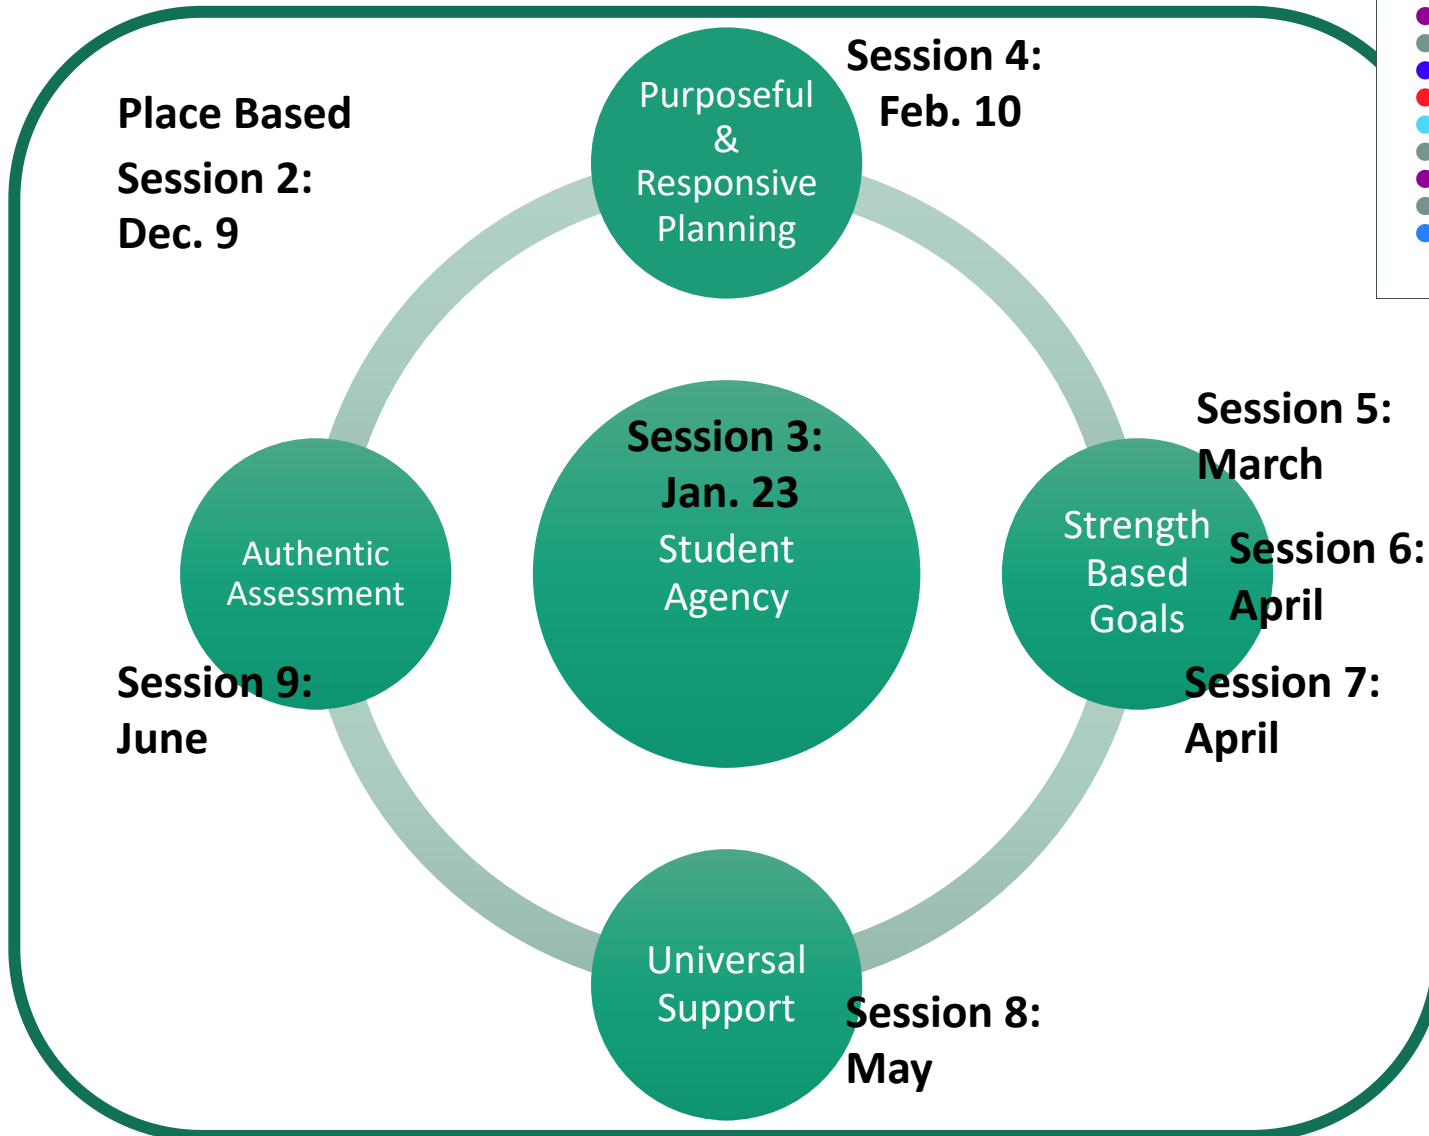 Place Based
Session 2:
Dec. 9
Purposeful
&
Responsive
Planning
Session 4:
Feb. 10
Session 3:
Jan. 23
Student
Agency
Session 5:
March
Strength
Based
Goals
Session 6:
April
Session 7:
April
Authentic
Assessment
Session 9:
June
Universal
Support
Session 8:
May